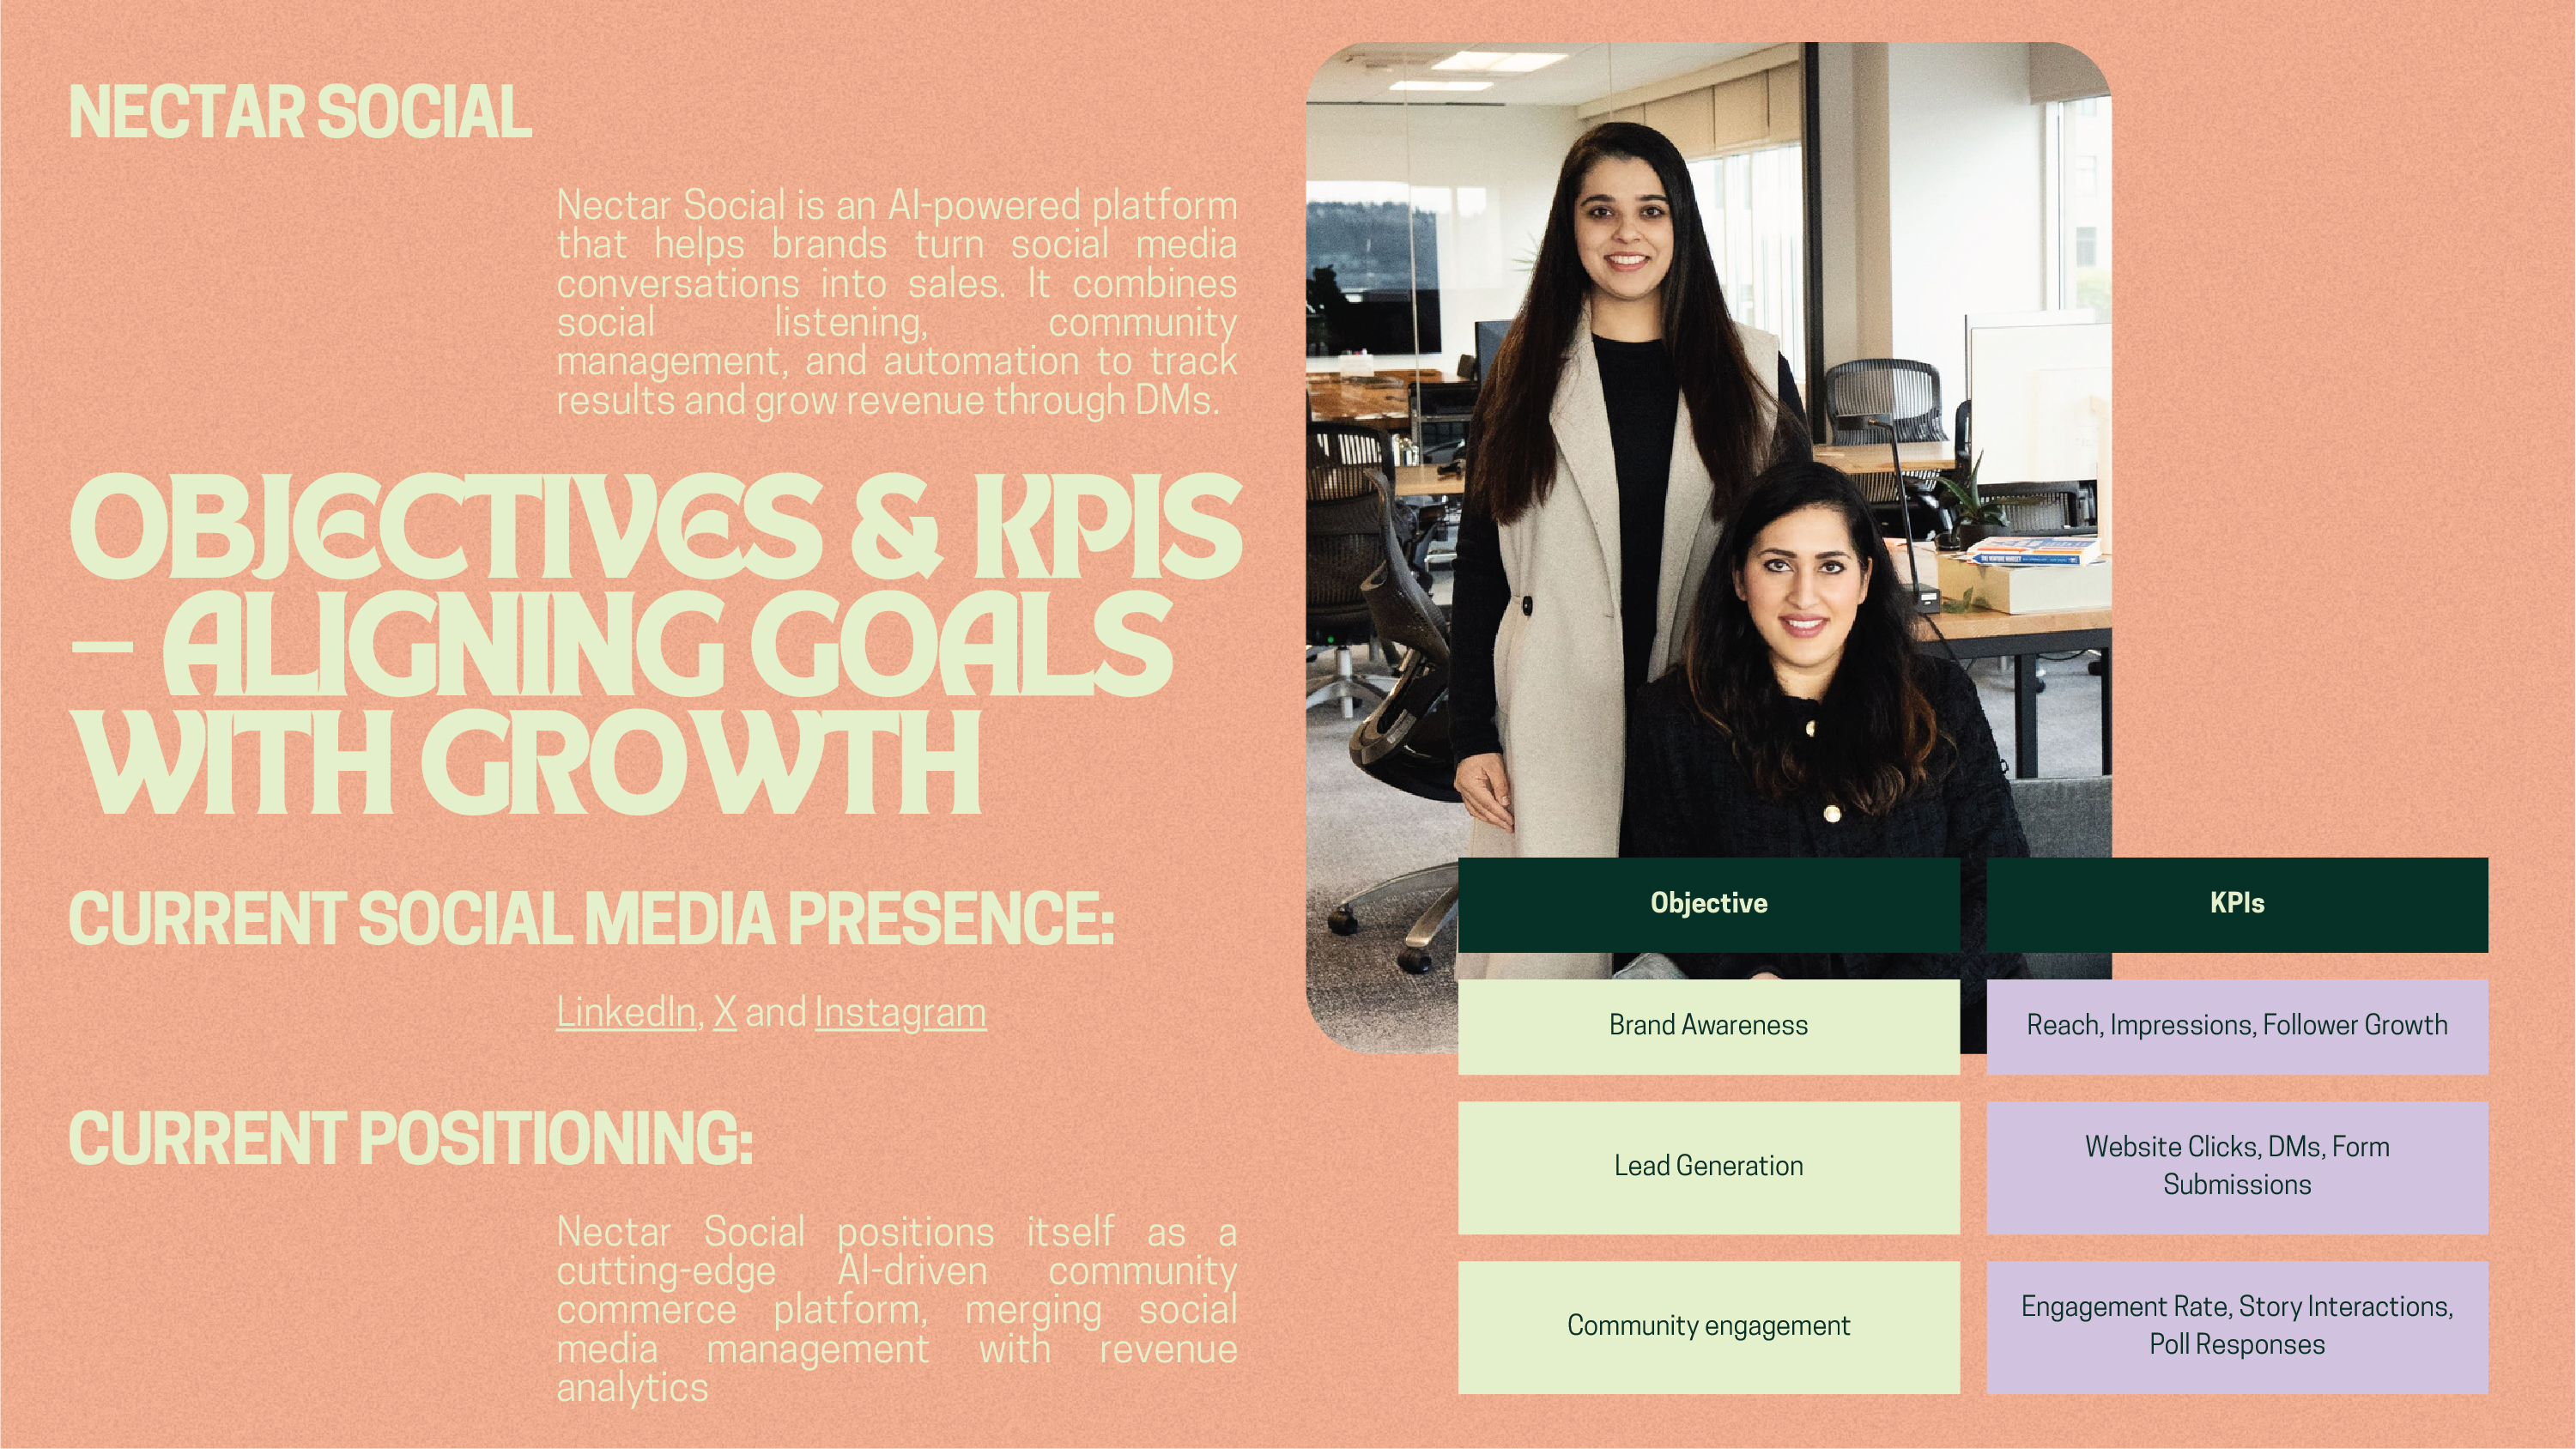 NECTAR SOCIAL
Nectar Social is an AI-powered platform
that helps brands turn social media
conversations into sales. It combines
social listening, community
management, and automation to track
results and grow revenue through DMs.
OBJECTIVES & KPIS
– ALIGNING GOALS
WITH GROWTH
CURRENT SOCIAL MEDIA PRESENCE:
LinkedIn, X and Instagram
CURRENT POSITIONING:
Nectar Social positions itself as a
cutting-edge AI-driven community
commerce platform, merging social
media management with revenue
analytics
Objective
KPIs
Brand Awareness
Reach, Impressions, Follower Growth
Lead Generation
Website Clicks, DMs, Form
Submissions
Community engagement
Engagement Rate, Story Interactions,
Poll Responses